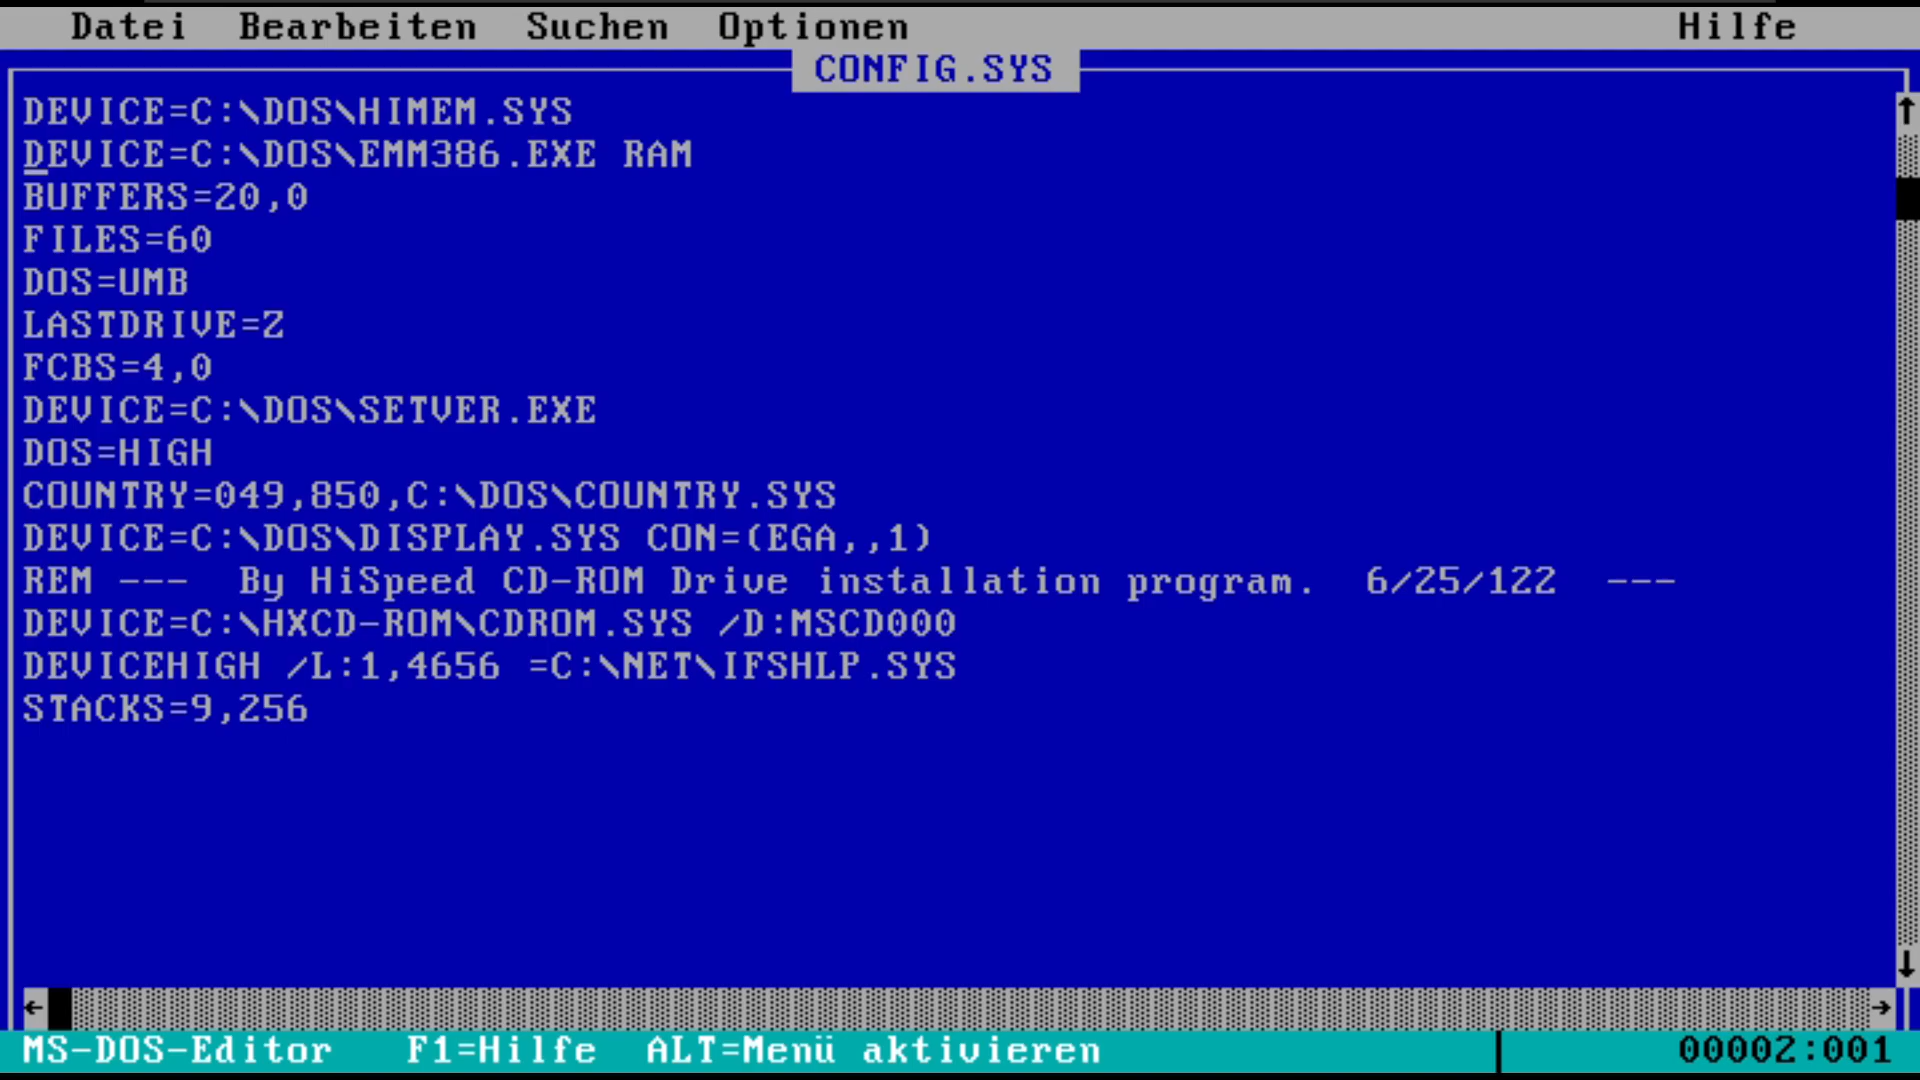 Datei Bearbeiten Suchen Optionen Hilfe
CONFIG.SYS
DEVICE=C:\DOS\HIMEM.SYS
DEVICE=C:\DOS\EMM386.EXE RAM
BUFFERS=20,0
FILES=60
DOS=UMB
LASTDRIVE=Z
FCBS=4,0
DEVICE=C:\DOS\SETVER.EXE
DOS=HIGH
COUNTRY=049,850,C:\DOS\COUNTRY.SYS
DEVICE=C:\DOS\DISPLAY.SYS CON=(EGA,,1)
REM ---  By HiSpeed CD-ROM Drive installation program.  6/25/122  ---
DEVICE=C:\HXCD-ROM\CDROM.SYS /D:MSCD000
DEVICEHIGH /L:1,4656 =C:\NET\IFSHLP.SYS
STACKS=9,256
MS-DOS-Editor F1=Hilfe ALT=Menü aktivieren 00002:001